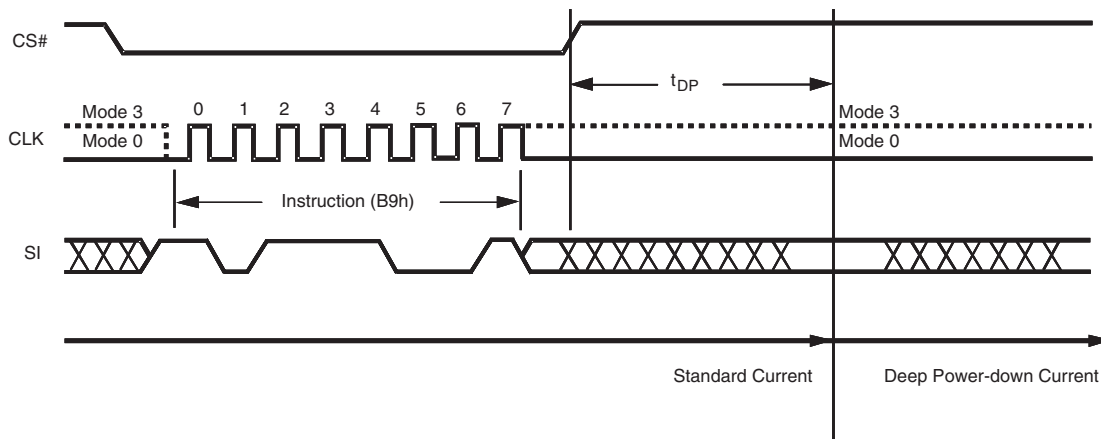 CS#
t DP
Mode 3
0 1 2 3 4 5 6 7
Mode 3
CLK
Mode 0
Mode 0
Instruction (B9h)
SI
Standard Current
Deep Power-down Current